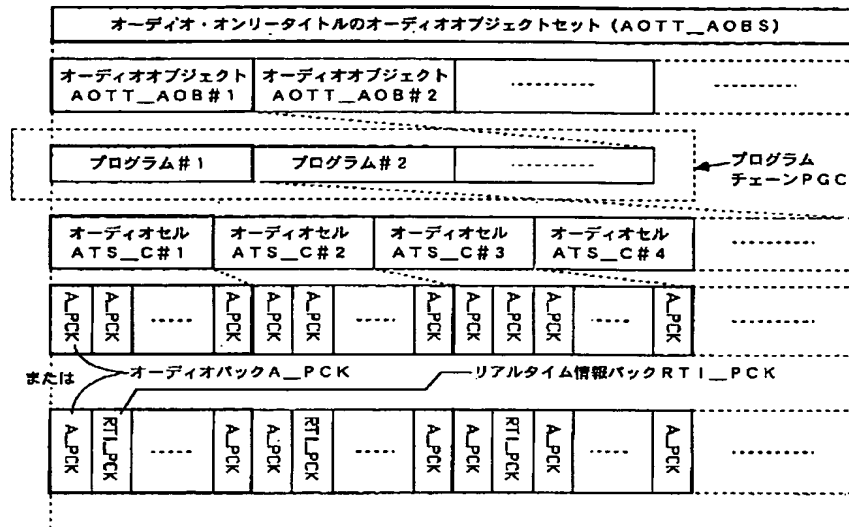 オーディオ・オンリータイトルのオーディオオブジェクトセット（ＡＯＴＴ＿ＡＯＢＳ）
オーディオオブジェクト
ＡＯＴＴ＿ＡＯＢ＃１
オーディオオブジェクト
ＡＯＴＴ＿ＡＯＢ＃２
プログラム＃１
プログラム＃２
プログラム
チェーンＰＧＣ
オーディオセル
ＡＴＳ＿Ｃ＃１
オーディオセル
ＡＴＳ＿Ｃ＃２
オーディオセル
ＡＴＳ＿Ｃ＃３
オーディオセル
ＡＴＳ＿Ｃ＃４
A_PCK
A_PCK
A_PCK
A_PCK
A_PCK
A_PCK
A_PCK
A_PCK
A_PCK
A_PCK
または
オーディオパックＡ＿ＰＣＫ
リアルタイム情報パックＲＴＩ＿ＰＣＫ
A_PCK
RTI_PCK
A_PCK
A_PCK
RTI_PCK
A_PCK
A_PCK
RTI_PCK
A_PCK
A_PCK